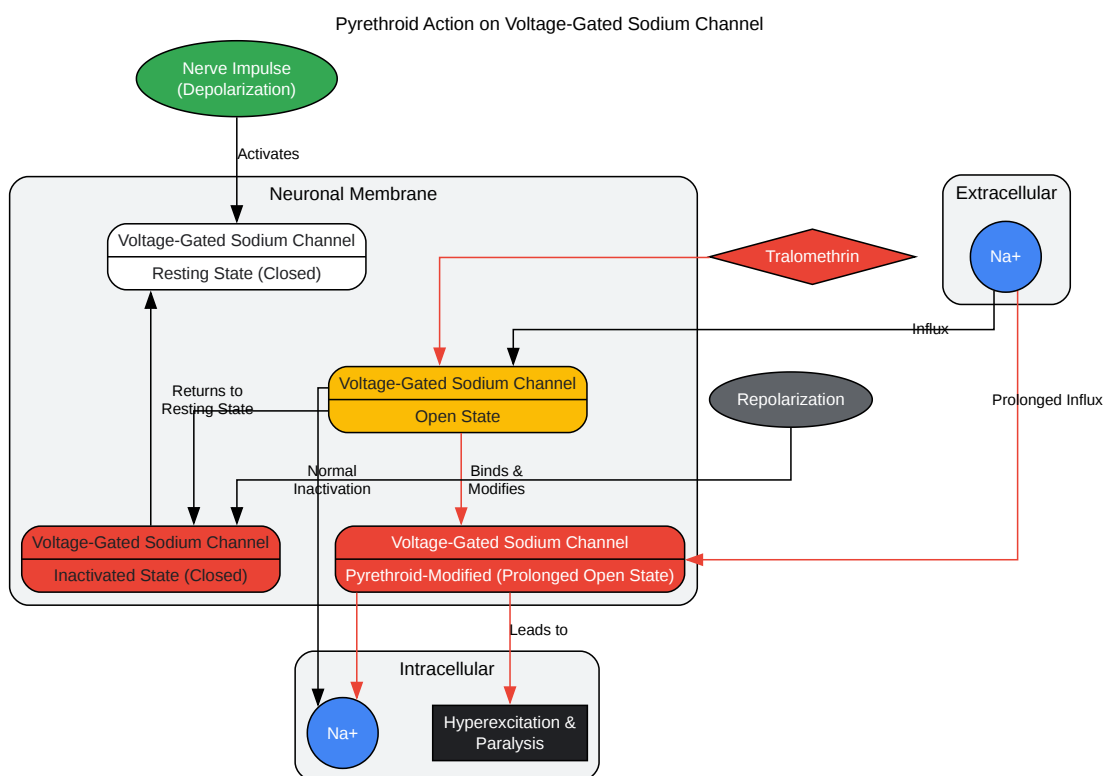 Pyrethroid Action on Voltage-Gated Sodium Channel
Nerve Impulse
(Depolarization)
Activates
Neuronal Membrane
Extracellular
Voltage-Gated Sodium Channel
Resting State (Closed)
Tralomethrin
Na+
Influx
Voltage-Gated Sodium Channel
Open State
Returns to
Resting State
Repolarization
Prolonged Influx
Normal
Inactivation
Binds &
Modifies
Voltage-Gated Sodium Channel
Inactivated State (Closed)
Voltage-Gated Sodium Channel
Pyrethroid-Modified (Prolonged Open State)
Leads to
Intracellular
Na+
Hyperexcitation &
Paralysis